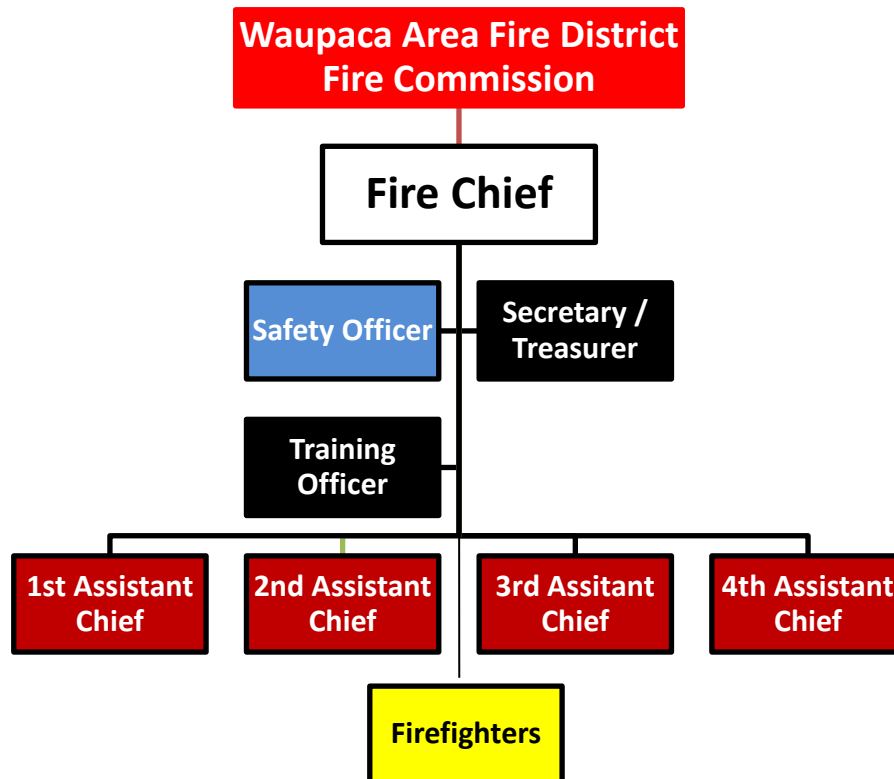 Waupaca Area Fire District
Fire Commission
Fire Chief
Safety Officer
Secretary /
Treasurer
Training
Officer
1st Assistant
Chief
2nd Assistant
Chief
3rd Assitant
Chief
4th Assistant
Chief
Firefighters